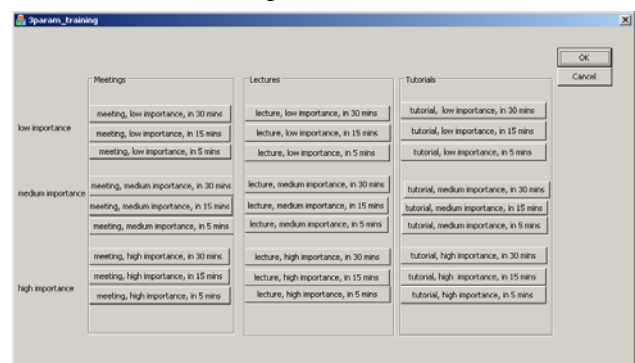 3param_training
OK
Cancel
Meetings
Lectures
Tutorials
low importance
meeting, low importance, in 30 mins
meeting, low importance, in 15 mins
meeting, low importance, in 5 mins
lecture, low importance, in 30 mins
lecture, low importance, in 15 mins
lecture, low importance, in 5 mins
tutorial, low importance, in 30 mins
tutorial, low importance, in 15 mins
tutorial, low importance, in 5 mins
medium importance
meeting, medium importance, in 30 mins
meeting, medium importance, in 15 mins
meeting, medium importance, in 5 mins
lecture, medium importance, in 30 mins
lecture, medium importance, in 15 mins
lecture, medium importance, in 5 mins
tutorial, medium importance, in 30 mins
tutorial, medium importance, in 15 mins
tutorial, medium importance, in 5 mins
high importance
meeting, high importance, in 30 mins
meeting, high importance, in 15 mins
meeting, high importance, in 5 mins
lecture, high importance, in 30 mins
lecture, high importance, in 15 mins
lecture, high importance, in 5 mins
tutorial, high importance, in 30 mins
tutorial, high importance, in 15 mins
tutorial, high importance, in 5 mins